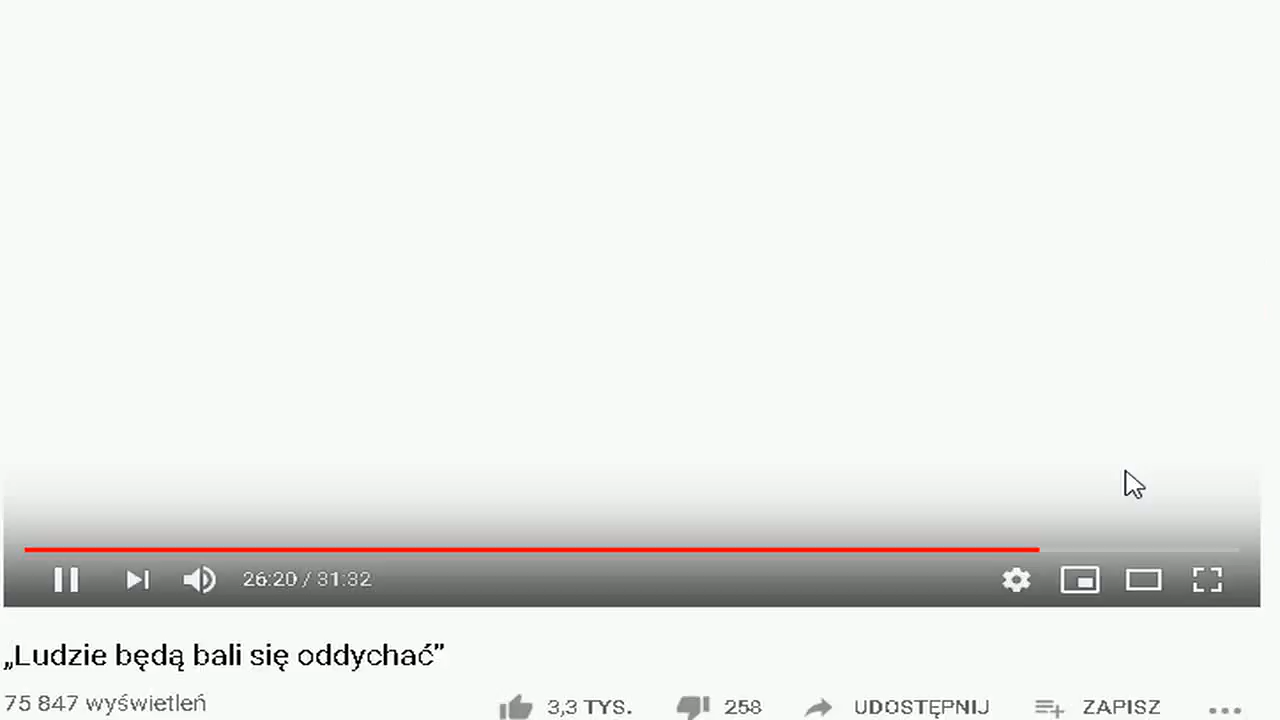 26:20 / 31:32
„Ludzie będą bali się oddychać”
75 847 wyświetleń 3,3 TYS. 258 UDOSTĘPNIJ ZAPISZ